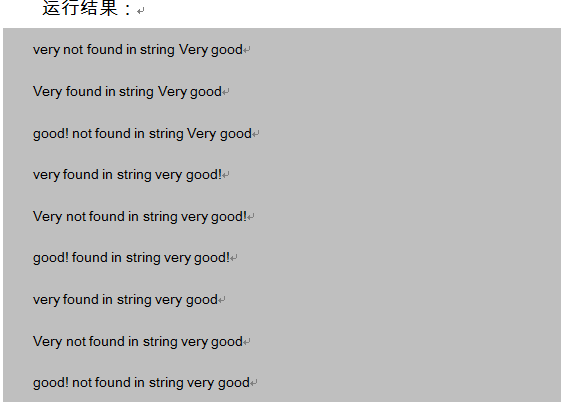 运行结果：
very not found in string Very good
Very found in string Very good
good! not found in string Very good
very found in string very good!
Very not found in string very good!
good! found in string very good!
very found in string very good
Very not found in string very good
good! not found in string very good